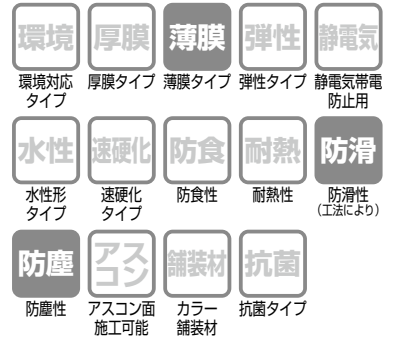 環境 厚膜 薄膜 弾性 静電気
環境対応 厚膜タイプ 薄膜タイプ 弾性タイプ 静電気帯電
タイプ 防止用
水性 速硬化 防食 耐熱 防滑
水性形 速硬化 防食性 耐熱性 防滑性
タイプ タイプ (工法により)
防塵 アス 舗装材 抗菌
コン
防塵性 アスコン面 カラー 抗菌タイプ
施工可能 舗装材